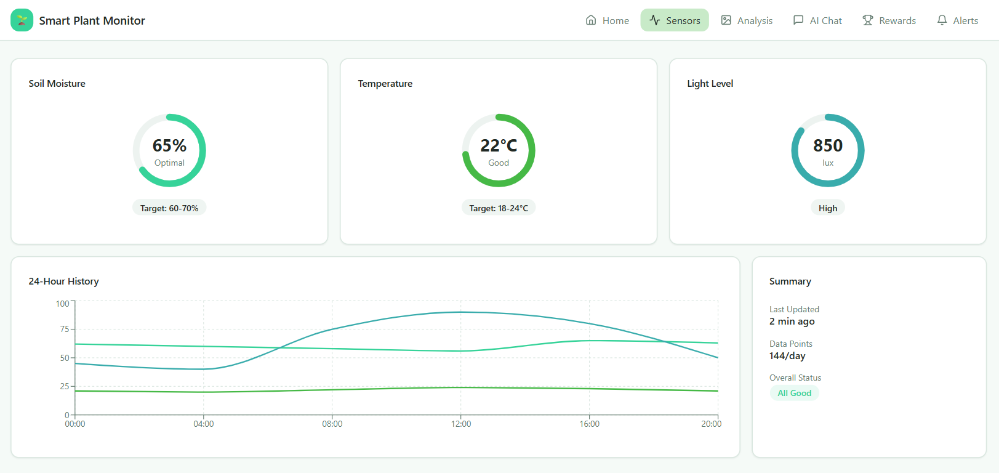 Smart Plant Monitor
Home
Sensors
Analysis
AI Chat
Rewards
Alerts
Soil Moisture
65%
Optimal
Target: 60-70%
Temperature
22°C
Good
Target: 18-24°C
Light Level
850
lux
High
24-Hour History
100
75
50
25
0
00:00
04:00
08:00
12:00
16:00
20:00
Summary
Last Updated
2 min ago
Data Points
144/day
Overall Status
All Good